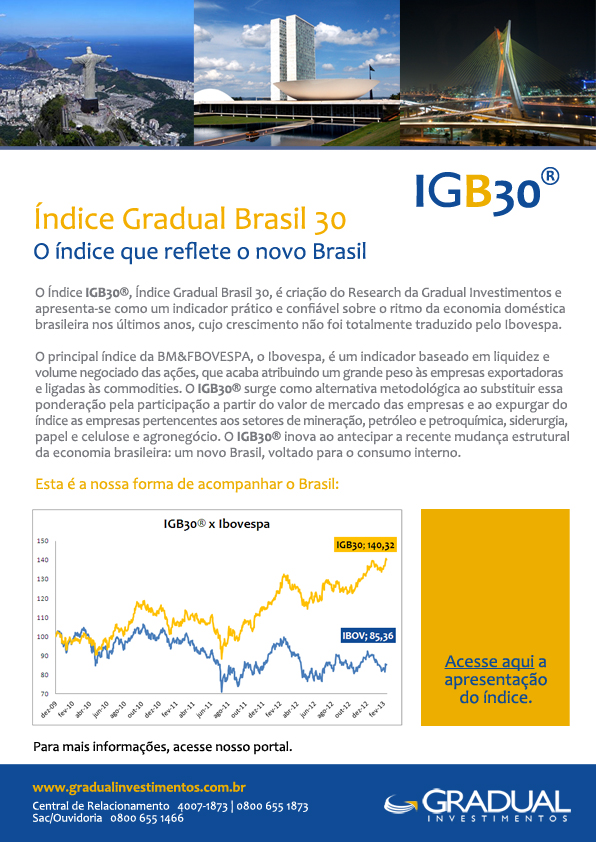 IGB30®
Índice Gradual Brasil 30
O índice que reflete o novo Brasil
O Índice IGB30®, Índice Gradual Brasil 30, é criação do Research da Gradual Investimentos e
apresenta-se como um indicador prático e confiável sobre o ritmo da economia doméstica
brasileira nos últimos anos, cujo crescimento não foi totalmente traduzido pelo Ibovespa.
O principal índice da BM&FBOVESPA, o Ibovespa, é um indicador baseado em liquidez e
volume negociado das ações, que acaba atribuindo um grande peso às empresas exportadoras
e ligadas às commodities. O IGB30® surge como alternativa metodológica ao substituir essa
ponderação pela participação a partir do valor de mercado das empresas e ao expurgar do
índice as empresas pertencentes aos setores de mineração, petróleo e petroquímica, siderurgia,
papel e celulose e agronegócio. O IGB30® inova ao antecipar a recente mudança estrutural
da economia brasileira: um novo Brasil, voltado para o consumo interno.
Esta é a nossa forma de acompanhar o Brasil:
IGB30® x Ibovespa
150
140
130
120
110
100
90
80
70
IGB30; 140,32
IBOV; 85,36
dez-09
fev-10
abr-10
jun-10
ago-10
out-10
dez-10
fev-11
abr-11
jun-11
ago-11
out-11
dez-11
fev-12
abr-12
jun-12
ago-12
out-12
dez-12
fev-13
Acesse aqui a
apresentação
do índice.
Para mais informações, acesse nosso portal.
www.gradualinvestimentos.com.br
Central de Relacionamento 4007-1873 | 0800 655 1873
Sac/Ouvidoria 0800 655 1466
GRADUAL
INVESTIMENTOS